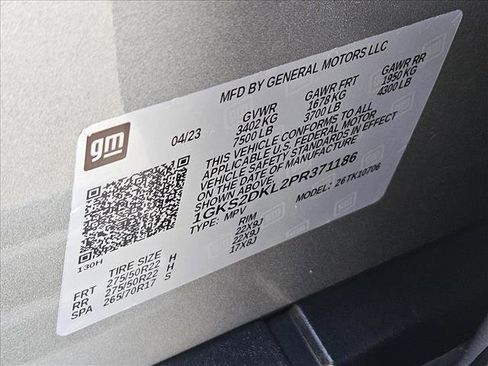 MFD BY GENERAL MOTORS LLC
gm
04/23
GVWR GAWR FRT GAWR RR
3402 KG 1678 KG 1950 KG
7500 LB 3700 LB 4300 LB
THIS VEHICLE CONFORMS TO ALL
APPLICABLE U.S. FEDERAL MOTOR
VEHICLE SAFETY STANDARDS IN EFFECT
ON THE DATE OF MANUFACTURE
SHOWN ABOVE.
1GKS2DKL2PR371186
TYPE: MPV MODEL: 26TK10706
130H
TIRE SIZE RIM
FRT 275/50R22 H 22X9J
RR 275/50R22 H 22X9J
SPA 265/70R17 S 17X8J